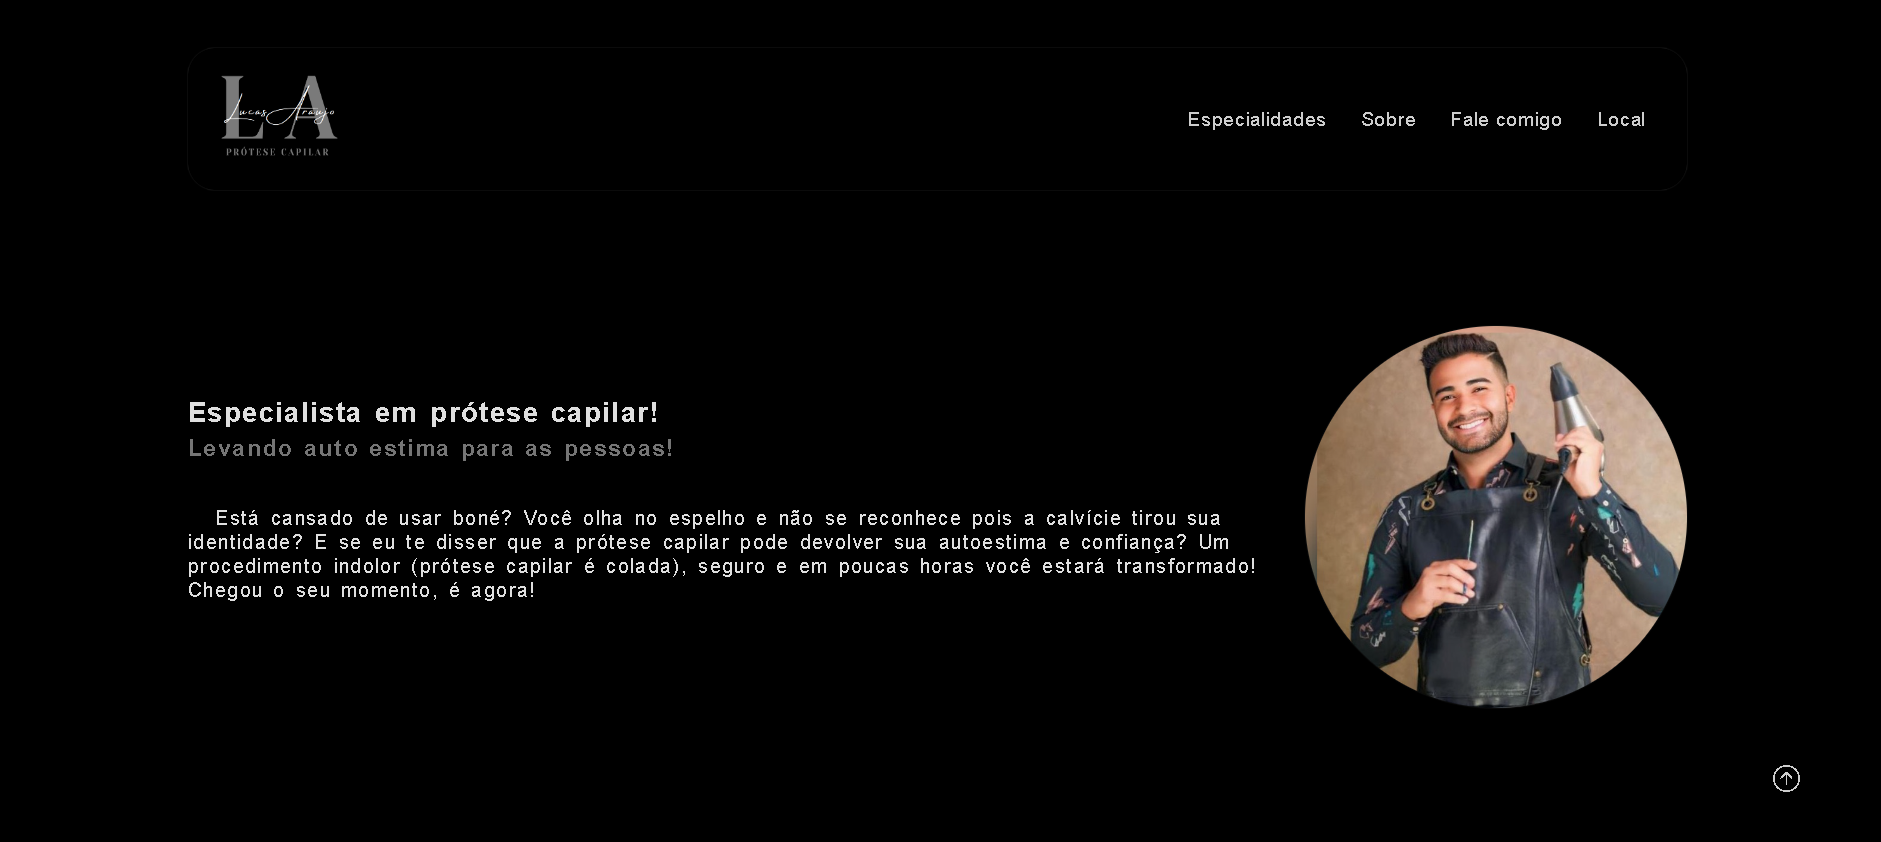 LA
Lucas Araujo
PRÓTESE CAPILAR
Especialidades Sobre Fale comigo Local
Especialista em prótese capilar!
Levando auto estima para as pessoas!
Está cansado de usar boné? Você olha no espelho e não se reconhece pois a calvície tirou sua
identidade? E se eu te disser que a prótese capilar pode devolver sua autoestima e confiança? Um
procedimento indolor (prótese capilar é colada), seguro e em poucas horas você estará transformado!
Chegou o seu momento, é agora!